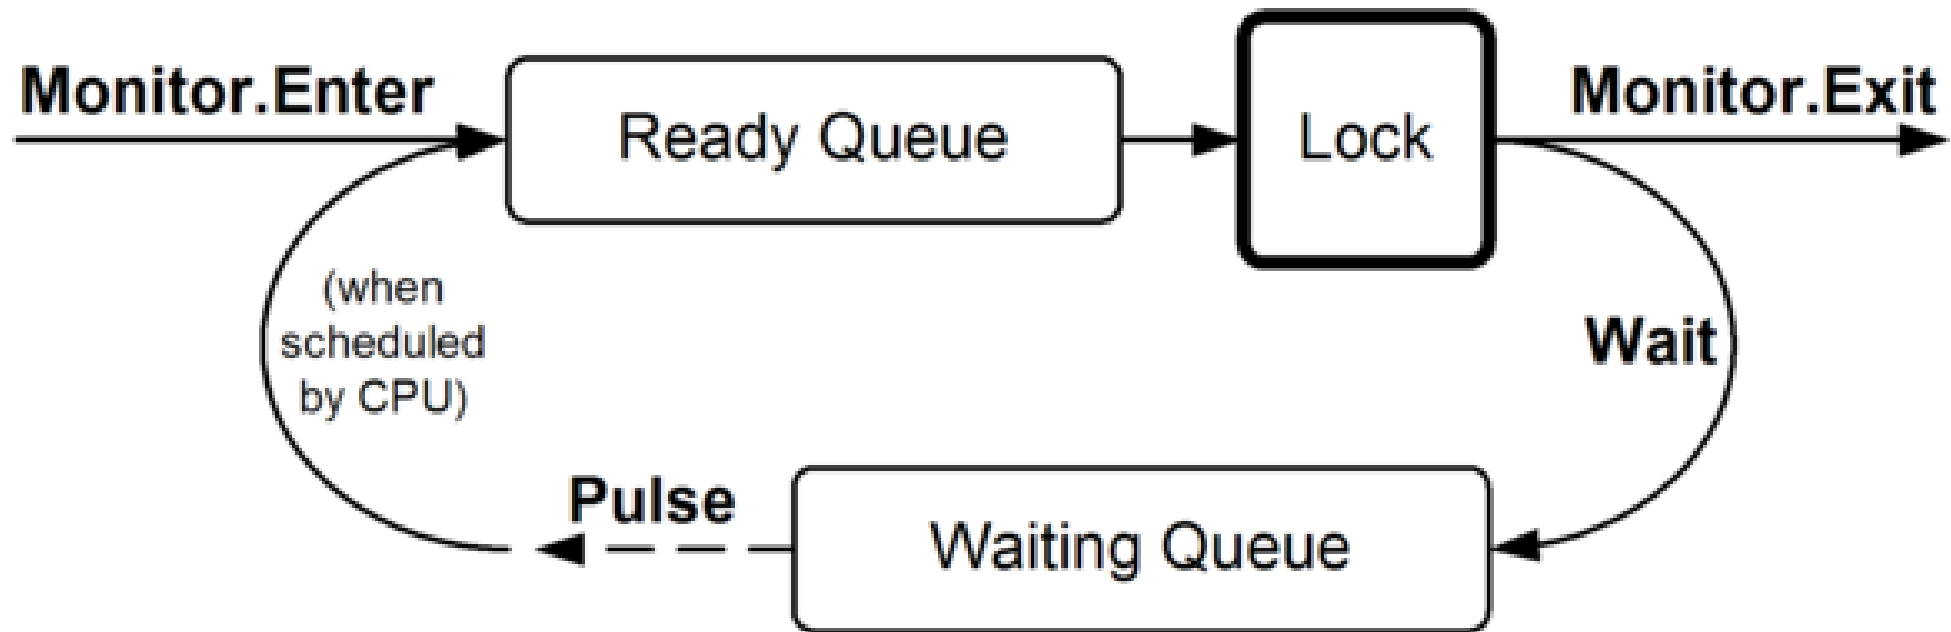 Monitor.Enter
Ready Queue
Lock
Monitor.Exit
(when
scheduled
by CPU)
Wait
Pulse
Waiting Queue